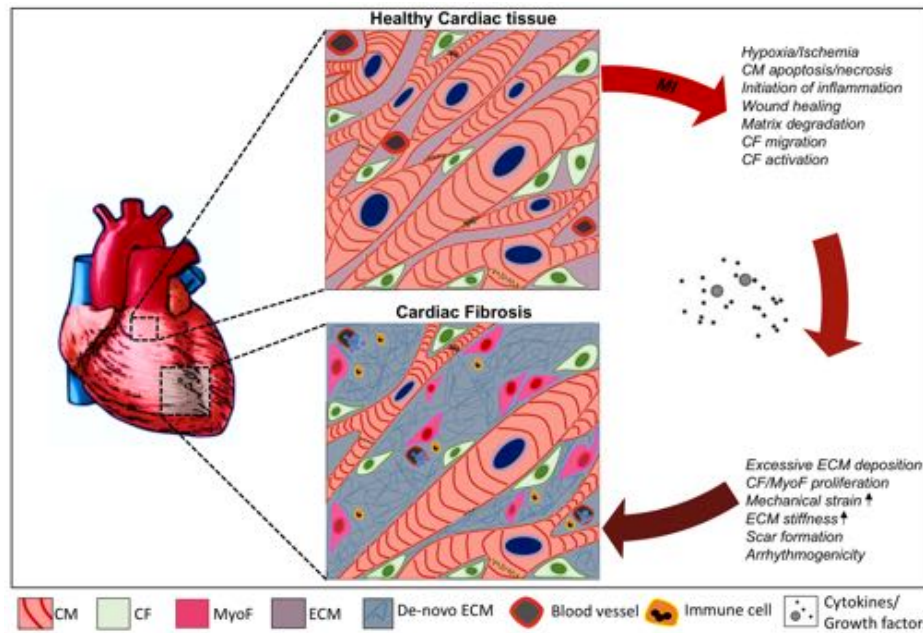 Healthy Cardiac tissue
MI
Hypoxia/Ischemia
CM apoptosis/necrosis
Initiation of inflammation
Wound healing
Matrix degradation
CF migration
CF activation
Cardiac Fibrosis
Excessive ECM deposition
CF/MyoF proliferation
Mechanical strain
ECM stiffness
Scar formation
Arrhythmogenicity
CM
CF
MyoF
ECM
De-novo ECM
Blood vessel
Immune cell
Cytokines/
Growth factor